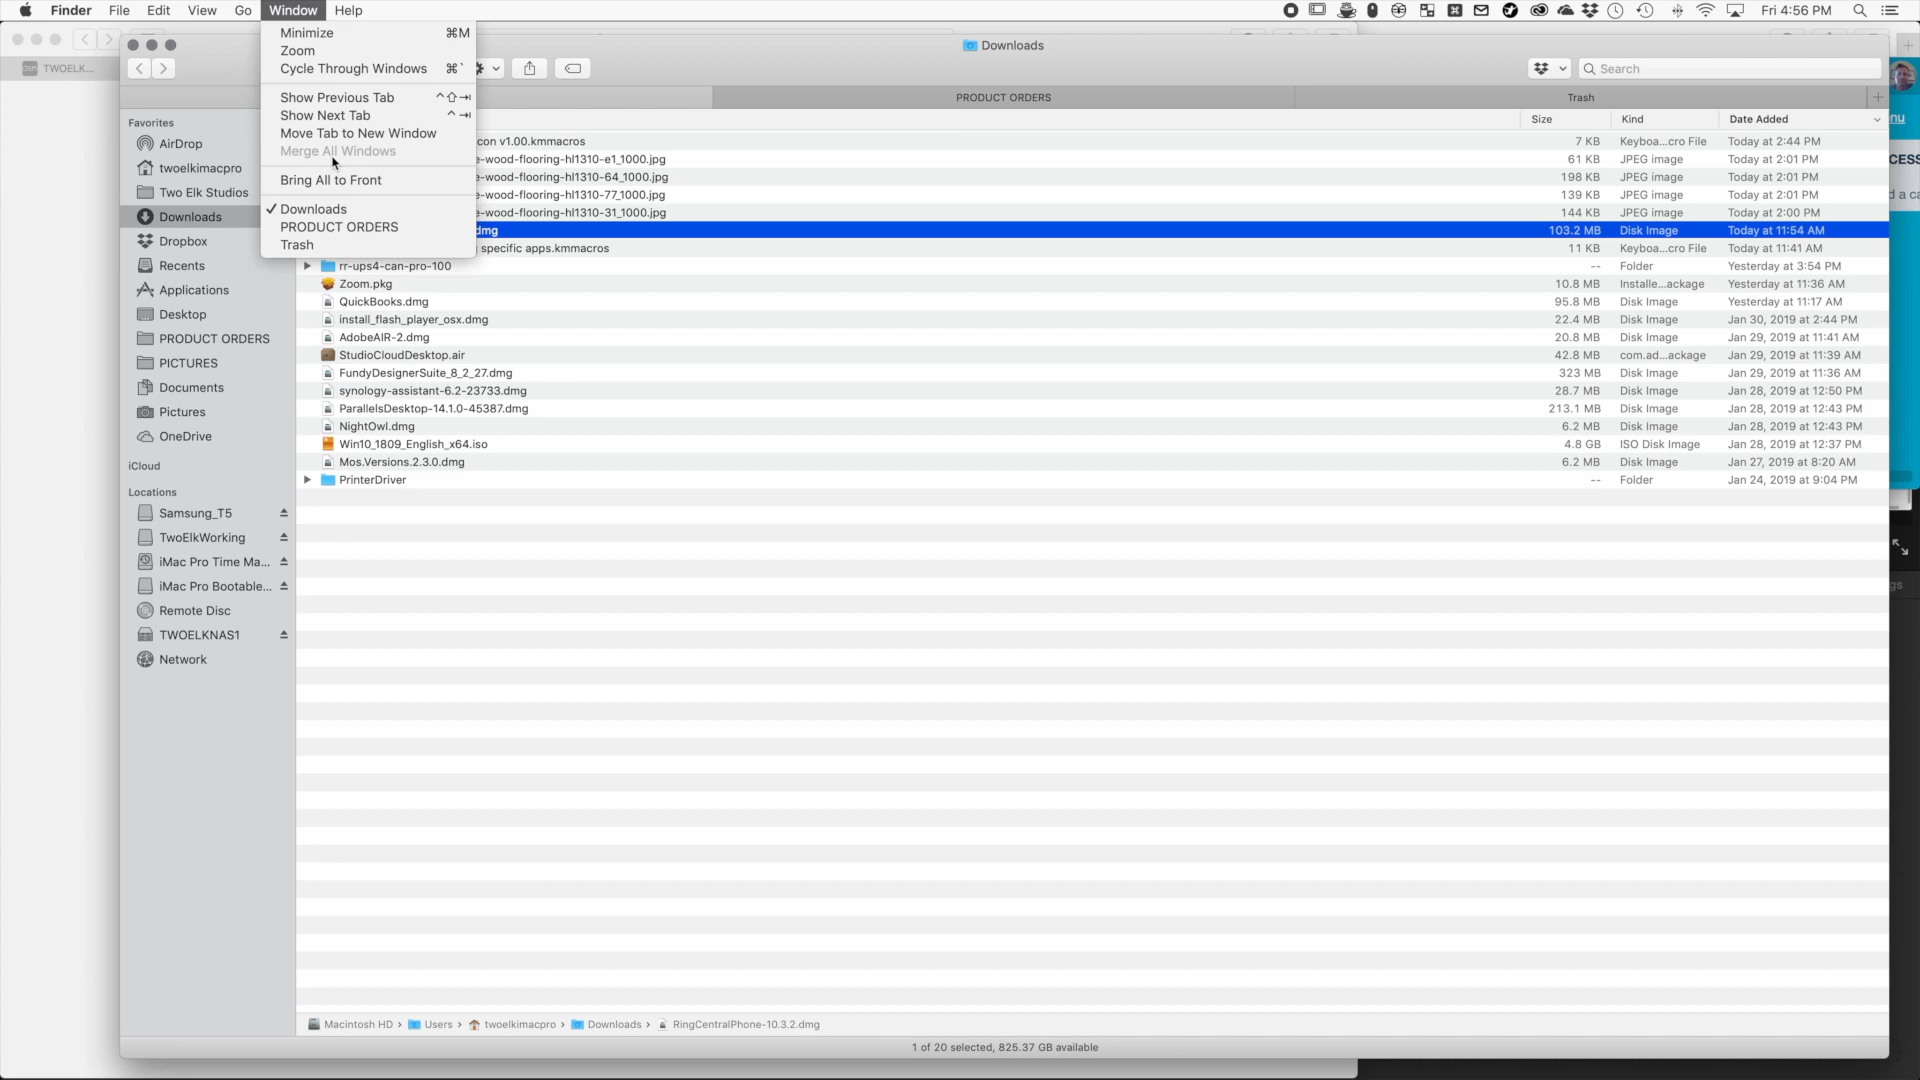 Finder File Edit View Go Window Help Fri 4:56 PM
Minimize ⌘M
Zoom
Cycle Through Windows ⌘`
Show Previous Tab ^⇧⇥
Show Next Tab ^⇥
Move Tab to New Window
Merge All Windows
Bring All to Front
✓ Downloads
PRODUCT ORDERS
Trash
TWOELK...
Downloads
Search
PRODUCT ORDERS Trash
Size Kind Date Added
con v1.00.kmmacros 7 KB Keyboa...cro File Today at 2:44 PM
e-wood-flooring-hl1310-e1_1000.jpg 61 KB JPEG image Today at 2:01 PM
e-wood-flooring-hl1310-64_1000.jpg 198 KB JPEG image Today at 2:01 PM
e-wood-flooring-hl1310-77_1000.jpg 139 KB JPEG image Today at 2:01 PM
e-wood-flooring-hl1310-31_1000.jpg 144 KB JPEG image Today at 2:00 PM
dmg 103.2 MB Disk Image Today at 11:54 AM
specific apps.kmmacros 11 KB Keyboa...cro File Today at 11:41 AM
rr-ups4-can-pro-100 -- Folder Yesterday at 3:54 PM
Zoom.pkg 10.8 MB Installe...ackage Yesterday at 11:36 AM
QuickBooks.dmg 95.8 MB Disk Image Yesterday at 11:17 AM
install_flash_player_osx.dmg 22.4 MB Disk Image Jan 30, 2019 at 2:44 PM
AdobeAIR-2.dmg 20.8 MB Disk Image Jan 29, 2019 at 11:41 AM
StudioCloudDesktop.air 42.8 MB com.ad...ackage Jan 29, 2019 at 11:39 AM
FundyDesignerSuite_8_2_27.dmg 323 MB Disk Image Jan 29, 2019 at 11:36 AM
synology-assistant-6.2-23733.dmg 28.7 MB Disk Image Jan 28, 2019 at 12:50 PM
ParallelsDesktop-14.1.0-45387.dmg 213.1 MB Disk Image Jan 28, 2019 at 12:43 PM
NightOwl.dmg 6.2 MB Disk Image Jan 28, 2019 at 12:43 PM
Win10_1809_English_x64.iso 4.8 GB ISO Disk Image Jan 28, 2019 at 12:37 PM
Mos.Versions.2.3.0.dmg 6.2 MB Disk Image Jan 27, 2019 at 8:20 AM
PrinterDriver -- Folder Jan 24, 2019 at 9:04 PM
Favorites
AirDrop
twoelkimacpro
Two Elk Studios
Downloads
Dropbox
Recents
Applications
Desktop
PRODUCT ORDERS
PICTURES
Documents
Pictures
OneDrive
iCloud
Locations
Samsung_T5
TwoElkWorking
iMac Pro Time Ma...
iMac Pro Bootable...
Remote Disc
TWOELKNAS1
Network
nu
CESS
d a ca
gs
Macintosh HD › Users › twoelkimacpro › Downloads › RingCentralPhone-10.3.2.dmg
1 of 20 selected, 825.37 GB available